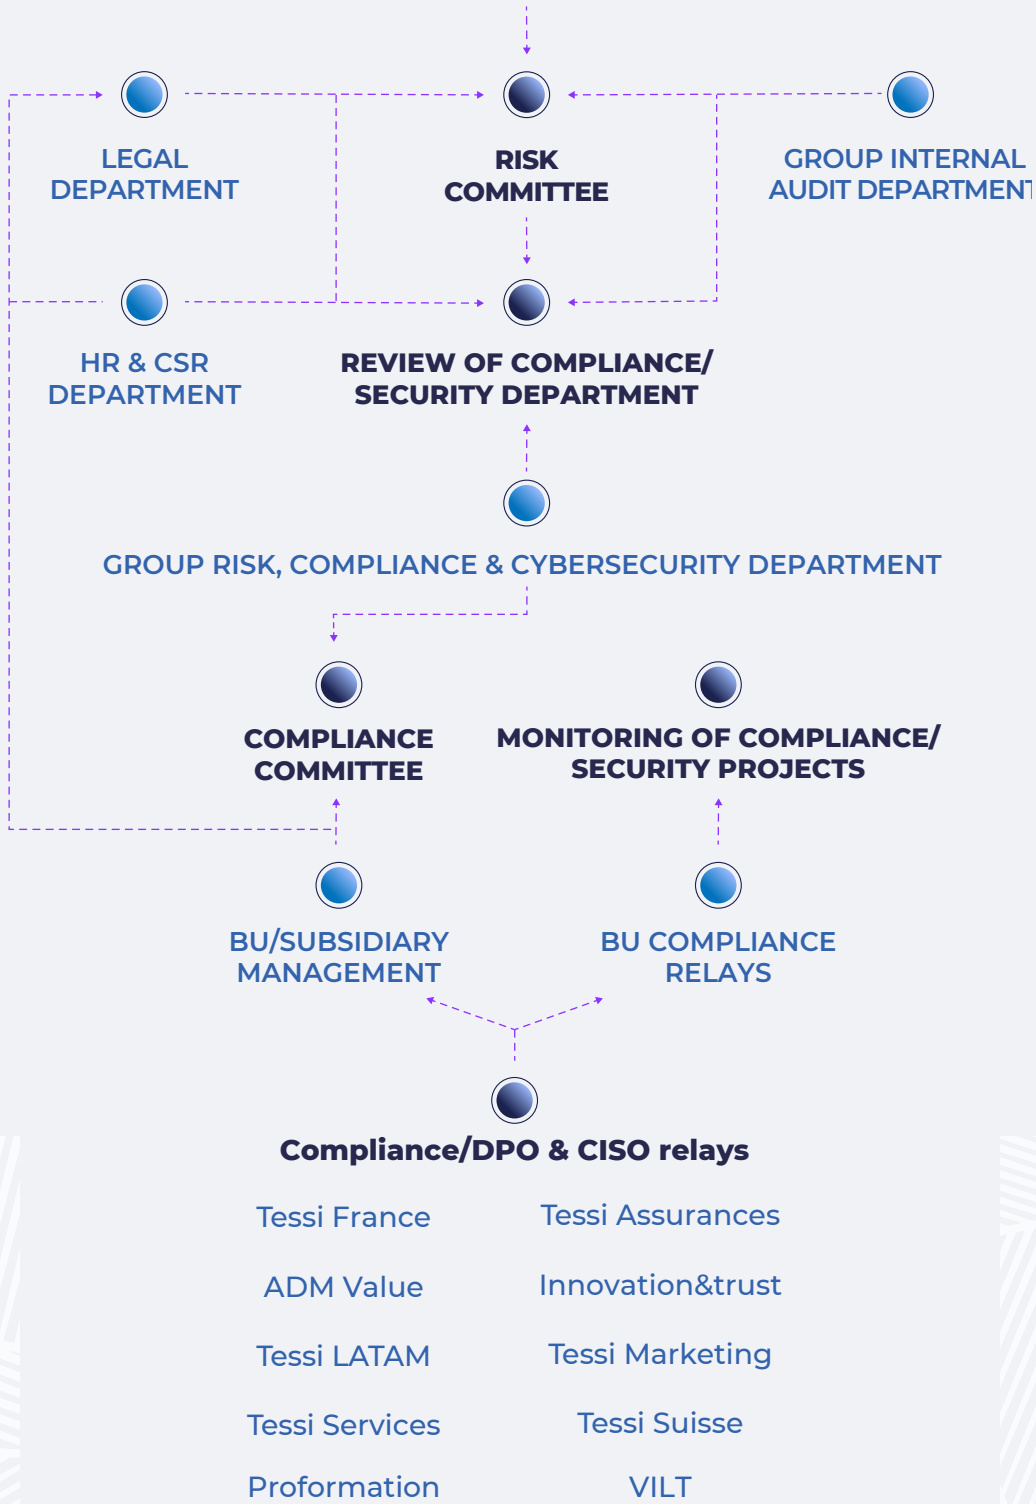 LEGAL
DEPARTMENT
RISK
COMMITTEE
GROUP INTERNAL
AUDIT DEPARTMENT
HR & CSR
DEPARTMENT
REVIEW OF COMPLIANCE/
SECURITY DEPARTMENT
GROUP RISK, COMPLIANCE & CYBERSECURITY DEPARTMENT
COMPLIANCE
COMMITTEE
MONITORING OF COMPLIANCE/
SECURITY PROJECTS
BU/SUBSIDIARY
MANAGEMENT
BU COMPLIANCE
RELAYS
Compliance/DPO & CISO relays
Tessi France
Tessi Assurances
ADM Value
Innovation&trust
Tessi LATAM
Tessi Marketing
Tessi Services
Tessi Suisse
Proformation
VILT